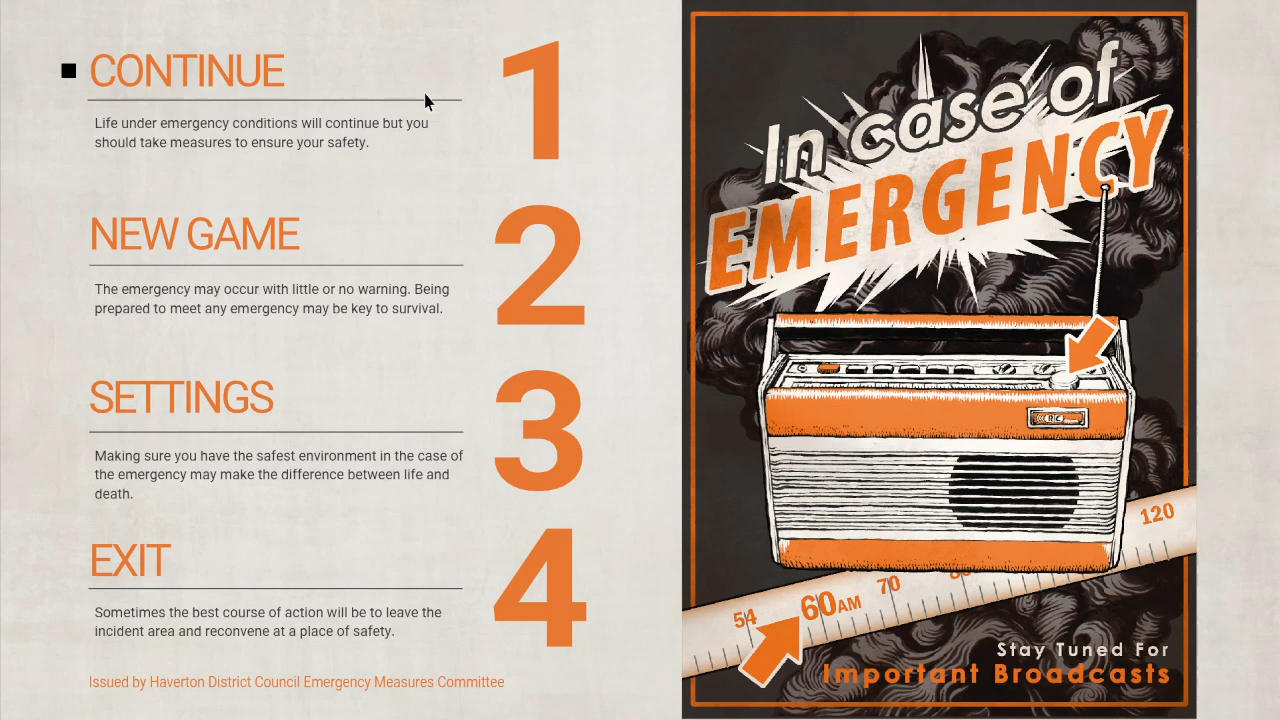 CONTINUE
1
Life under emergency conditions will continue but you
should take measures to ensure your safety.
NEW GAME
2
The emergency may occur with little or no warning. Being
prepared to meet any emergency may be key to survival.
SETTINGS
3
Making sure you have the safest environment in the case of
the emergency may make the difference between life and
death.
EXIT
4
Sometimes the best course of action will be to leave the
incident area and reconvene at a place of safety.
Issued by Haverton District Council Emergency Measures Committee
In case of
EMERGENCY
54 60AM 70 120
Stay Tuned For
Important Broadcasts